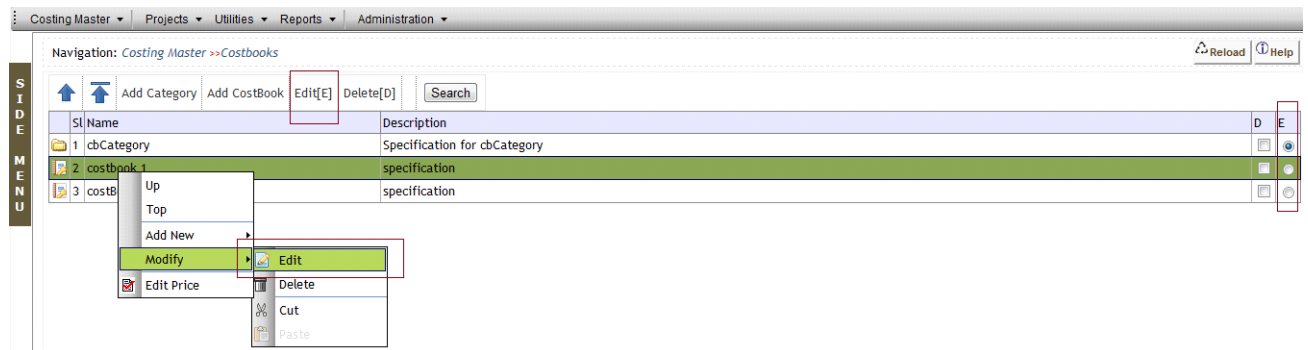 Costing Master Projects Utilities Reports Administration
Navigation: Costing Master >>Costbooks Reload Help
SIDE MENU
Add Category Add CostBook Edit[E] Delete[D] Search
Sl Name Description D E
1 cbCategory Specification for cbCategory
2 costbook 1 specification
3 costB specification
Up
Top
Add New
Modify
Edit Price
Edit
Delete
Cut
Paste